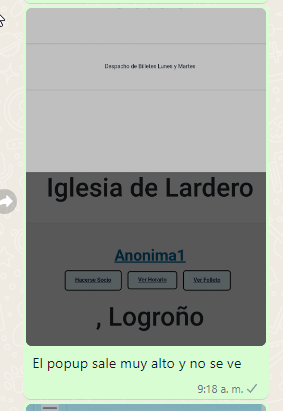 Despacho de Billetes Lunes y Martes
Iglesia de Lardero
Anonima1
Hacerse Socio Ver Horario Ver Folleto
, Logroño
El popup sale muy alto y no se ve
9:18 a. m.